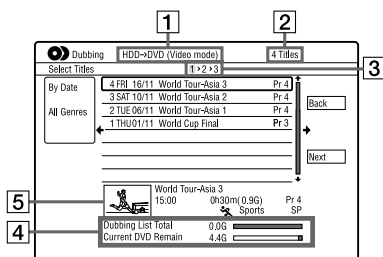 1
2
Dubbing HDD→DVD (Video mode) 4 Titles
Select Titles 1 > 2 > 3
3
By Date
All Genres
4 FRI 16/11 World Tour-Asia 3 Pr 4
3 SAT 10/11 World Tour-Asia 2 Pr 4
2 TUE 06/11 World Tour-Asia 1 Pr 4
1 THU 01/11 World Cup Final Pr 3
Back
Next
5
World Tour-Asia 3
15:00 0h30m(0.9G) Pr 4
Sports SP
4
Dubbing List Total 0.0G
Current DVD Remain 4.4G